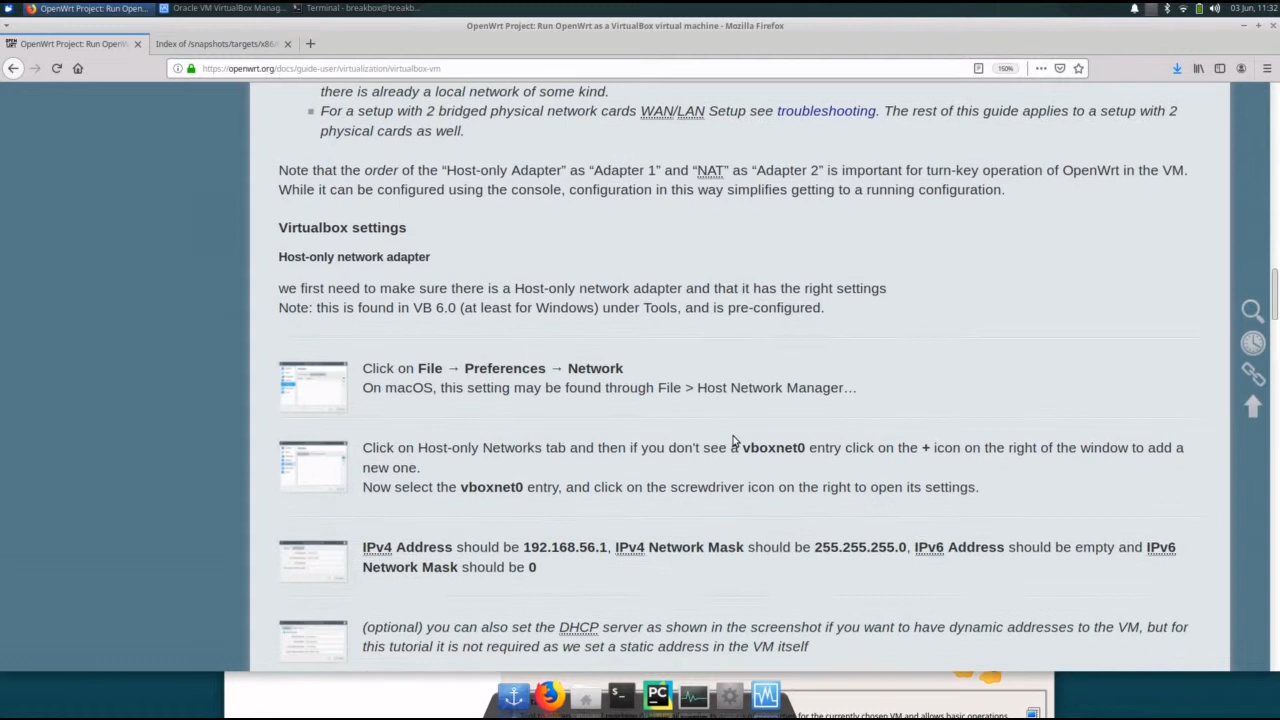 OpenWrt Project: Run Open...
Oracle VM VirtualBox Manag...
Terminal - breakbox@breakb...
03 Jun, 11:32
OpenWrt Project: Run OpenWrt as a VirtualBox virtual machine - Mozilla Firefox
OpenWrt Project: Run OpenWr
Index of /snapshots/targets/x86/
https://openwrt.org/docs/guide-user/virtualization/virtualbox-vm
150%
there is already a local network of some kind.
For a setup with 2 bridged physical network cards WAN/LAN Setup see troubleshooting. The rest of this guide applies to a setup with 2
physical cards as well.
Note that the order of the “Host-only Adapter” as “Adapter 1” and “NAT” as “Adapter 2” is important for turn-key operation of OpenWrt in the VM.
While it can be configured using the console, configuration in this way simplifies getting to a running configuration.
Virtualbox settings
Host-only network adapter
we first need to make sure there is a Host-only network adapter and that it has the right settings
Note: this is found in VB 6.0 (at least for Windows) under Tools, and is pre-configured.
Click on File → Preferences → Network
On macOS, this setting may be found through File > Host Network Manager…
Click on Host-only Networks tab and then if you don't see a vboxnet0 entry click on the + icon on the right of the window to add a
new one.
Now select the vboxnet0 entry, and click on the screwdriver icon on the right to open its settings.
IPv4 Address should be 192.168.56.1, IPv4 Network Mask should be 255.255.255.0, IPv6 Address should be empty and IPv6
Network Mask should be 0
(optional) you can also set the DHCP server as shown in the screenshot if you want to have dynamic addresses to the VM, but for
this tutorial it is not required as we set a static address in the VM itself
PC
for the currently chosen VM and allows basic operations